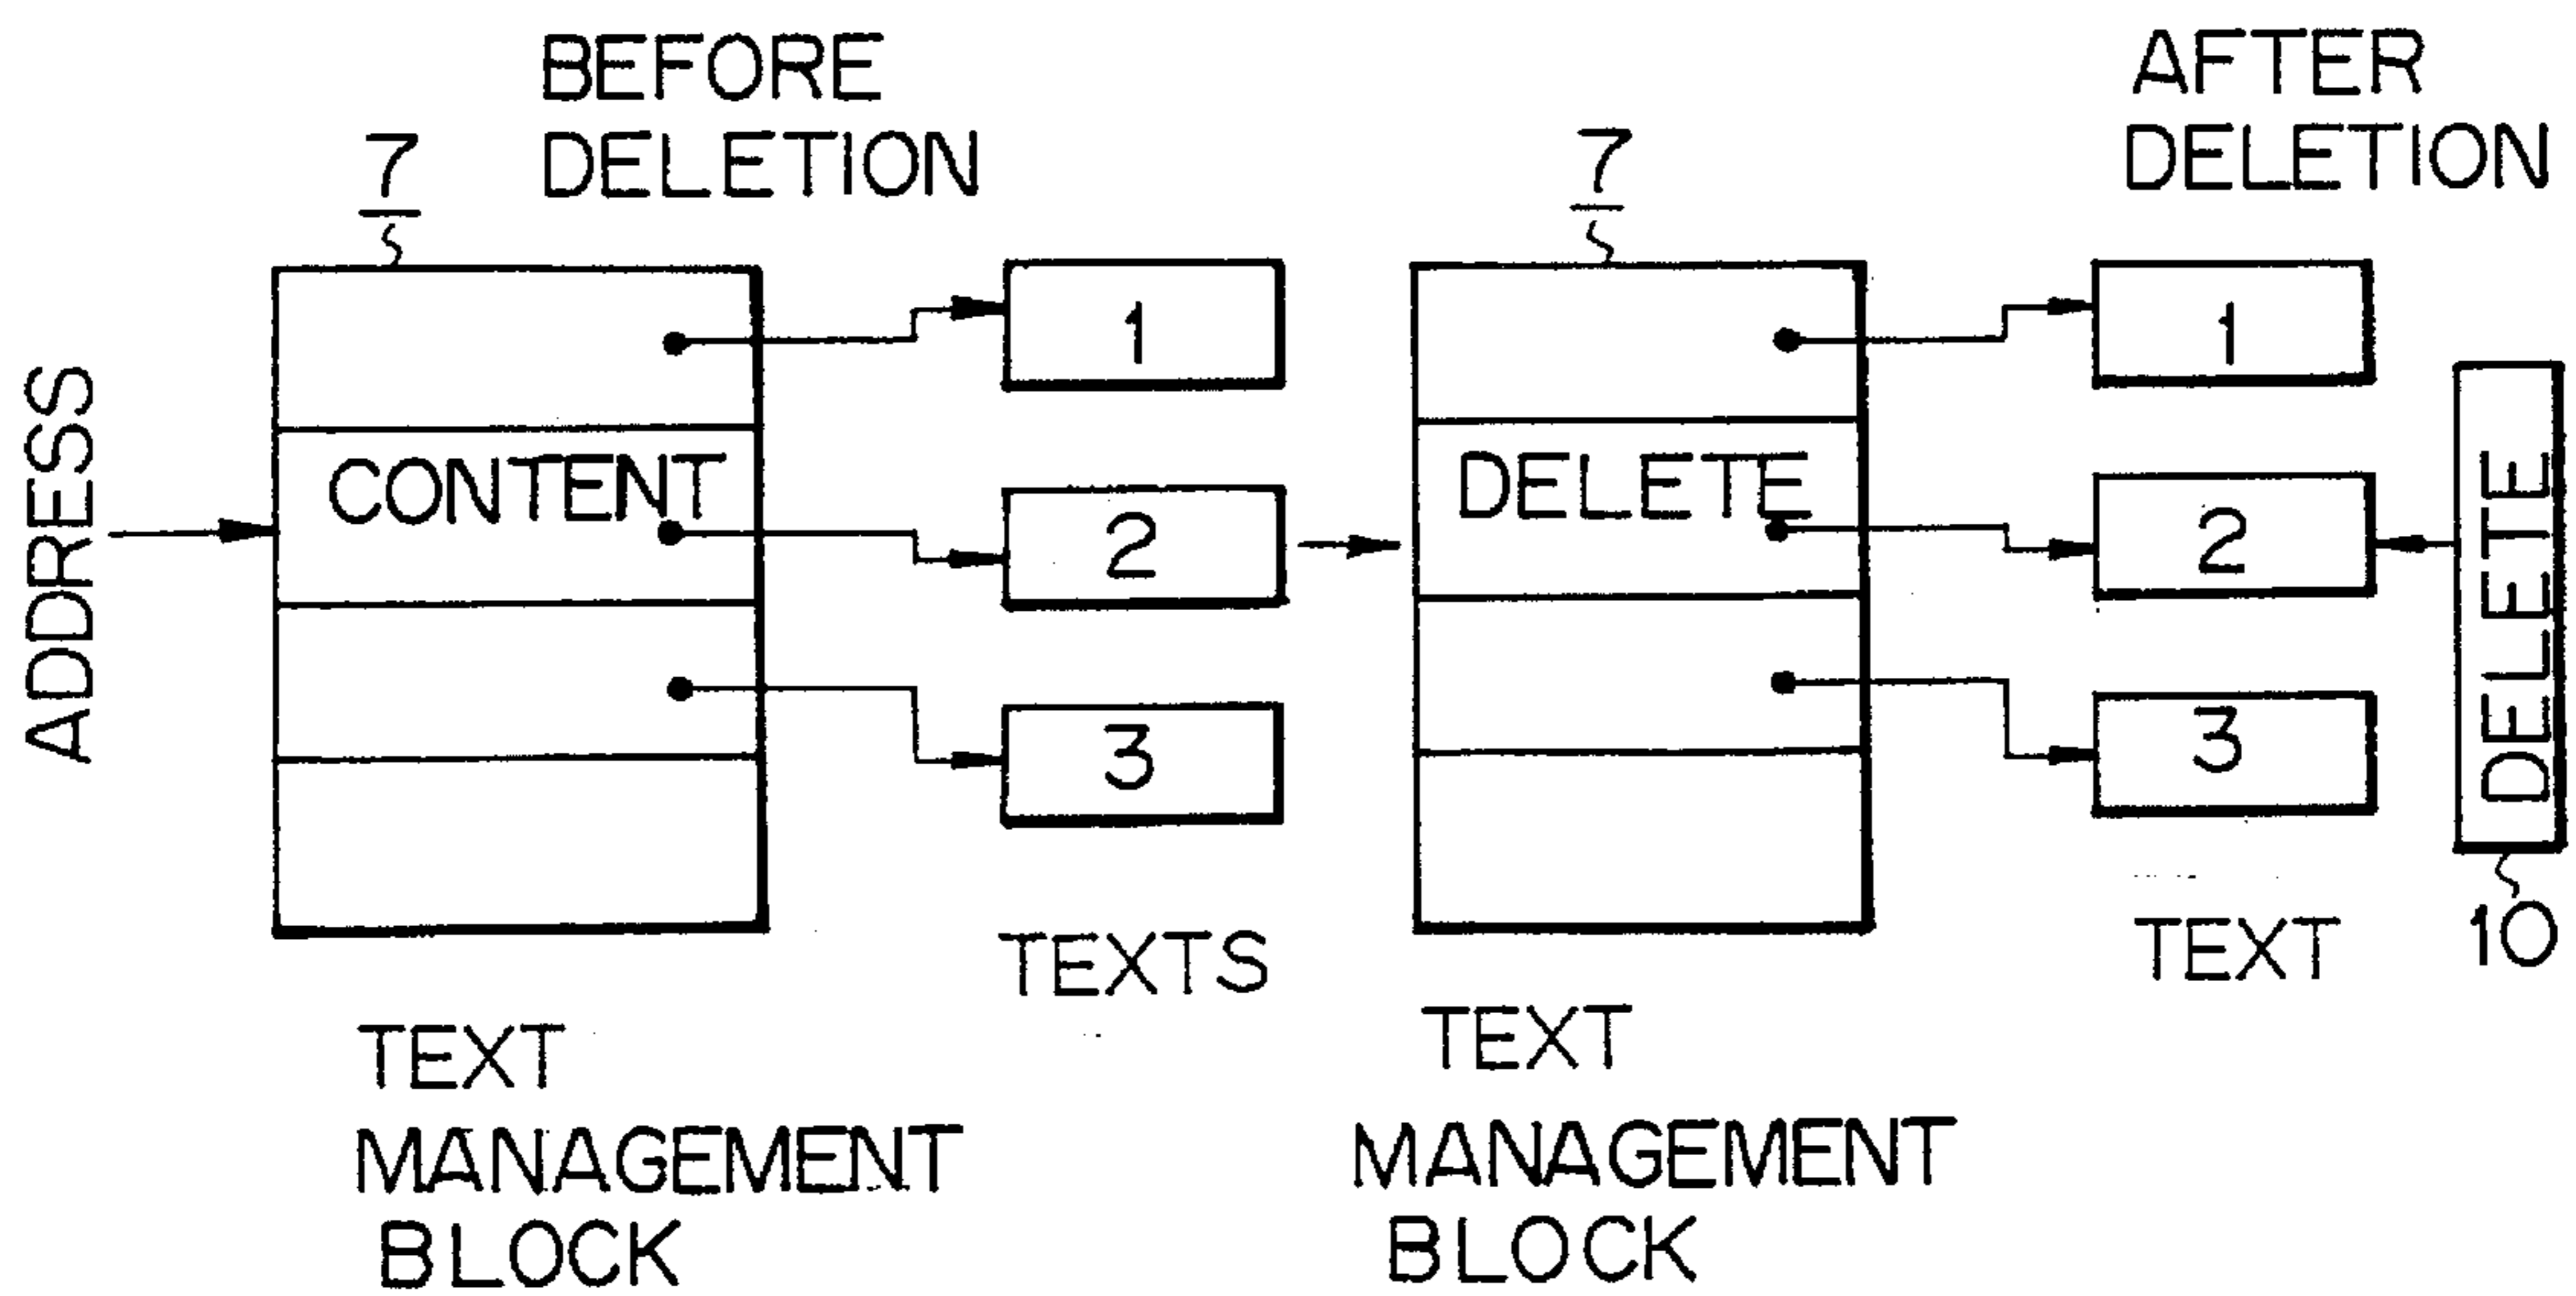 BEFORE
DELETION
7
ADDRESS
CONTENT
1
2
3
TEXTS
TEXT
MANAGEMENT
BLOCK
AFTER
DELETION
7
DELETE
1
2
3
DELETE
10
TEXT
TEXT
MANAGEMENT
BLOCK